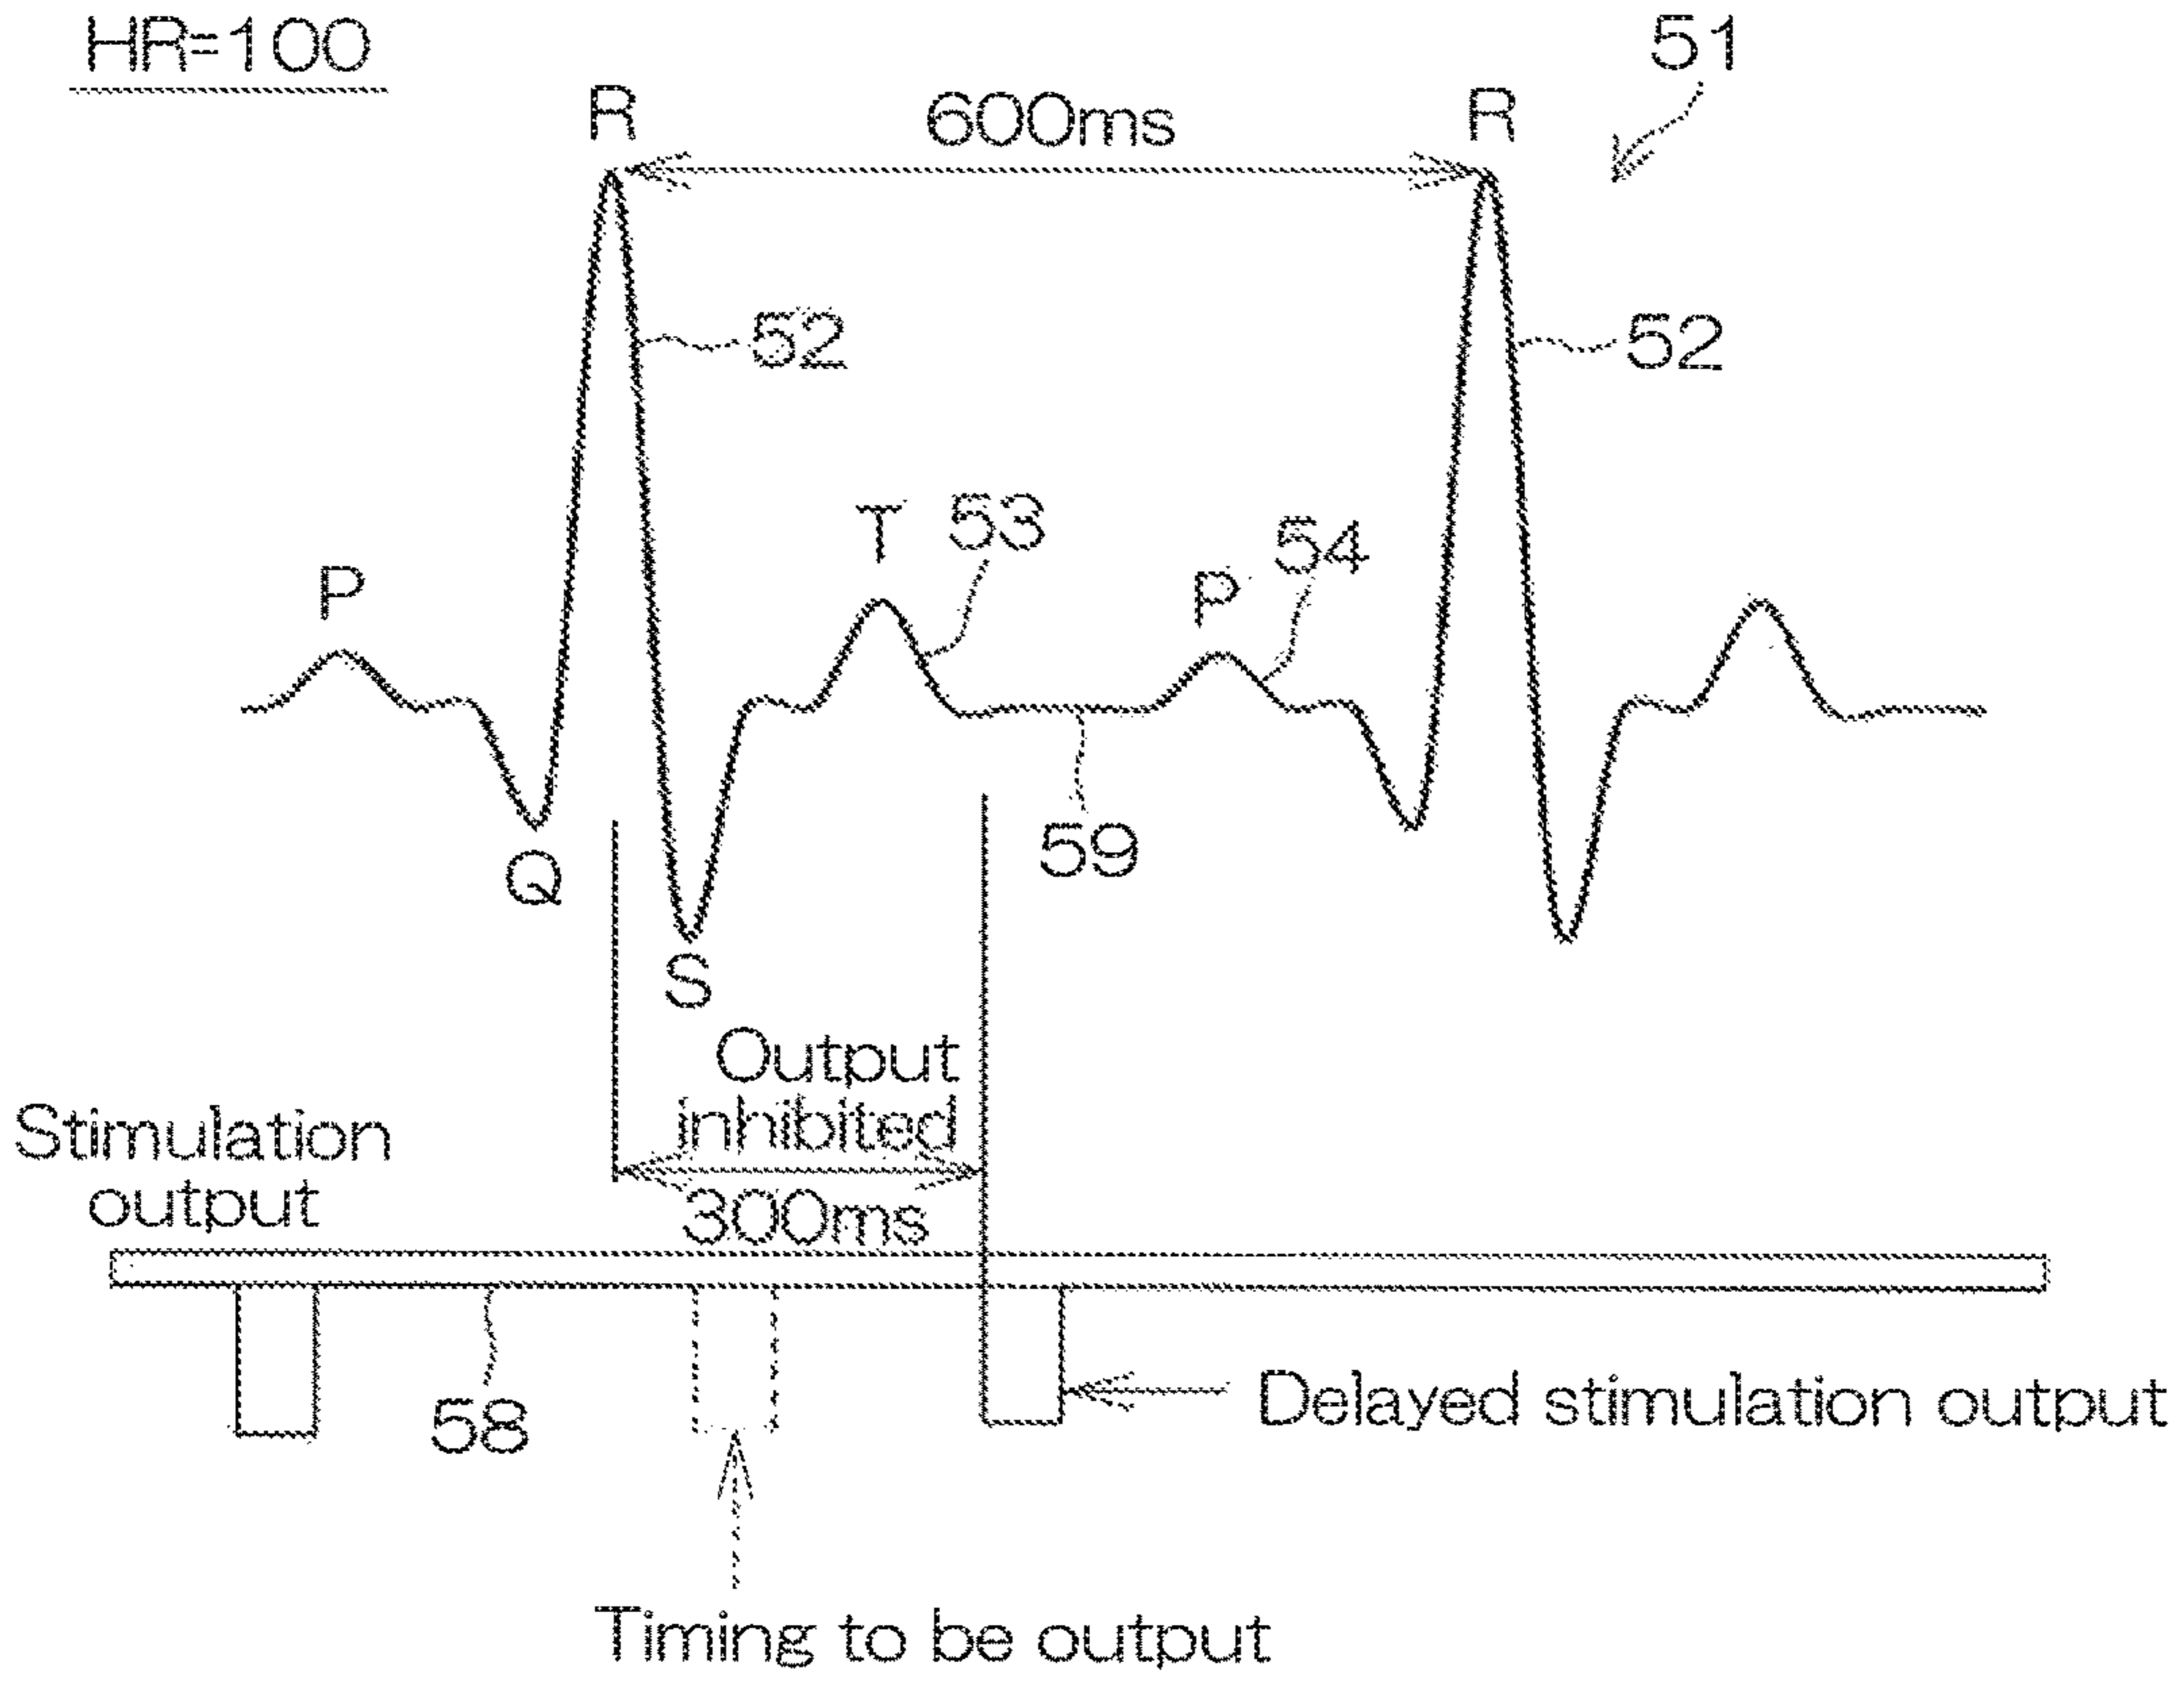 HR=100
51
R
600ms
R
52
52
T
53
54
P
P
59
Q
S
Output
inhibited
300ms
Stimulation
output
58
Delayed stimulation output
Timing to be output